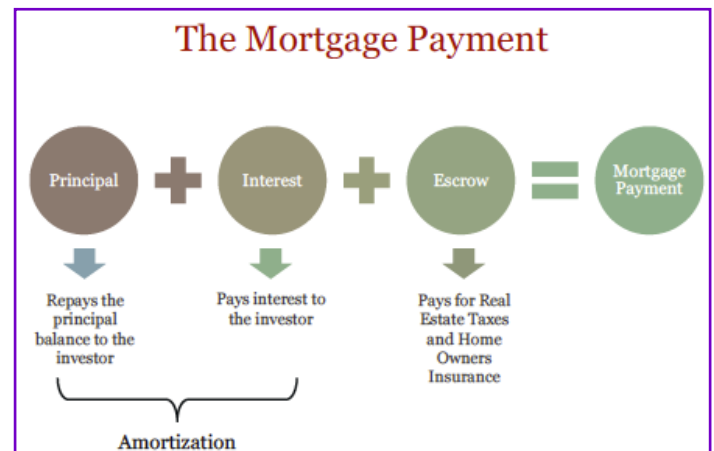 The Mortgage Payment
Principal
Interest
Escrow
Mortgage
Payment
Repays the
principal
balance to the
investor
Pays interest to
the investor
Pays for Real
Estate Taxes
and Home
Owners
Insurance
Amortization